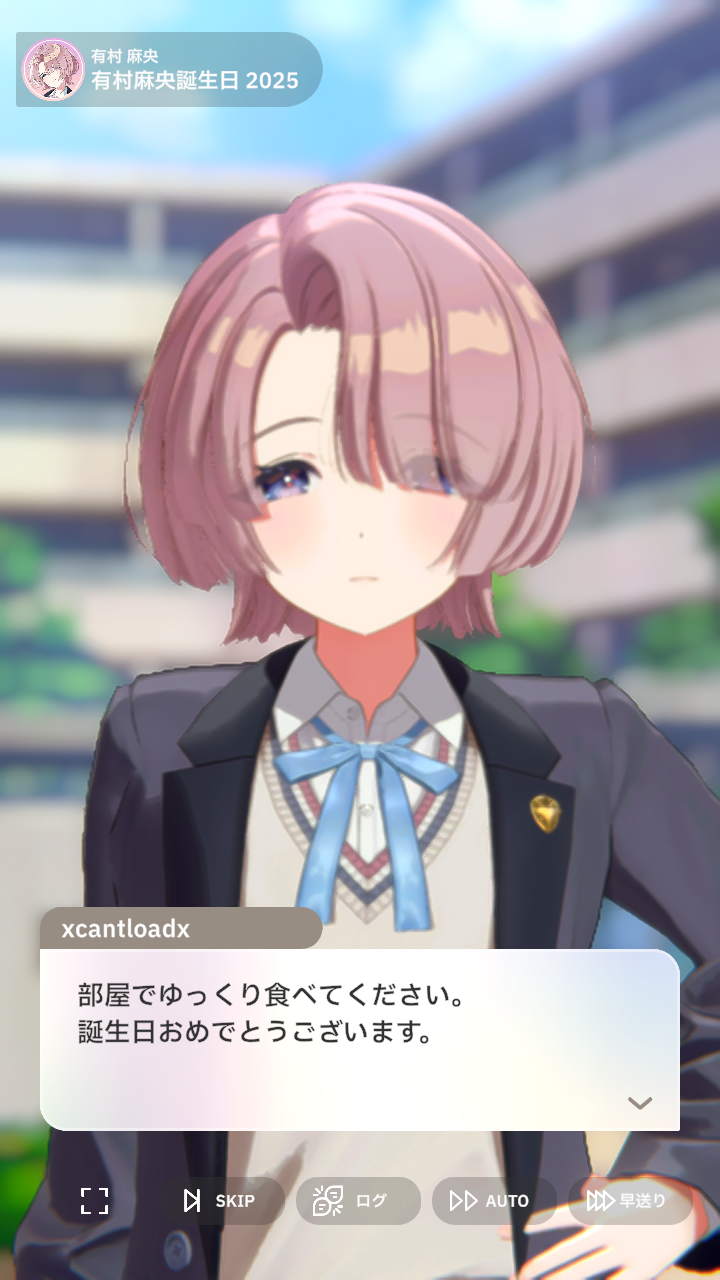 有村 麻央
有村麻央誕生日 2025
xcantloadx
部屋でゆっくり食べてください。
誕生日おめでとうございます。
SKIP
ログ
AUTO
早送り